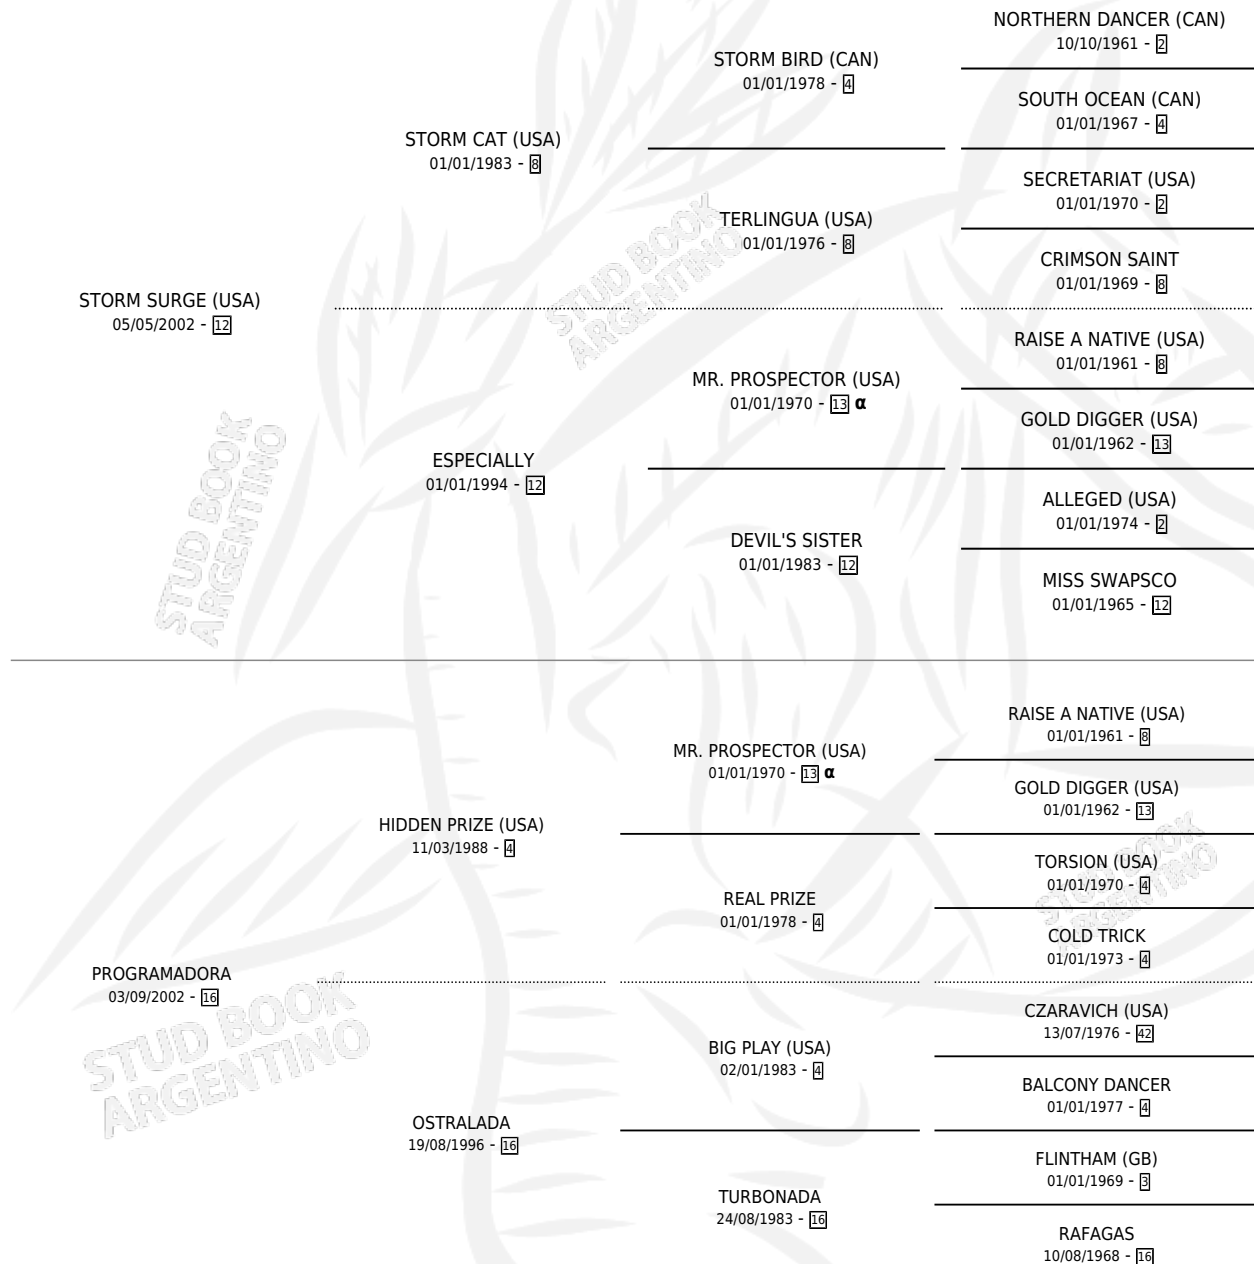 NORTHERN DANCER (CAN)
10/10/1961 - 2
STORM BIRD (CAN)
01/01/1978 - 4
SOUTH OCEAN (CAN)
01/01/1967 - 4
STORM CAT (USA)
01/01/1983 - 8
SECRETARIAT (USA)
01/01/1970 - 2
TERLINGUA (USA)
01/01/1976 - 8
CRIMSON SAINT
01/01/1969 - 8
STORM SURGE (USA)
05/05/2002 - 12
RAISE A NATIVE (USA)
01/01/1961 - 8
MR. PROSPECTOR (USA)
01/01/1970 - 13 α
GOLD DIGGER (USA)
01/01/1962 - 13
ESPECIALLY
01/01/1994 - 12
ALLEGED (USA)
01/01/1974 - 2
DEVIL'S SISTER
01/01/1983 - 12
MISS SWAPSCO
01/01/1965 - 12
RAISE A NATIVE (USA)
01/01/1961 - 8
MR. PROSPECTOR (USA)
01/01/1970 - 13 α
GOLD DIGGER (USA)
01/01/1962 - 13
HIDDEN PRIZE (USA)
11/03/1988 - 4
TORSION (USA)
01/01/1970 - 4
REAL PRIZE
01/01/1978 - 4
COLD TRICK
01/01/1973 - 4
PROGRAMADORA
03/09/2002 - 16
CZARAVICH (USA)
13/07/1976 - 42
BIG PLAY (USA)
02/01/1983 - 4
BALCONY DANCER
01/01/1977 - 4
OSTRALADA
19/08/1996 - 16
FLINTHAM (GB)
01/01/1969 - 3
TURBONADA
24/08/1983 - 16
RAFAGAS
10/08/1968 - 16
STUD BOOK
ARGENTINO
STUD BOOK
ARGENTINO
STUD BOOK
ARGENTINO
STUD BOOK
ARGENTINO